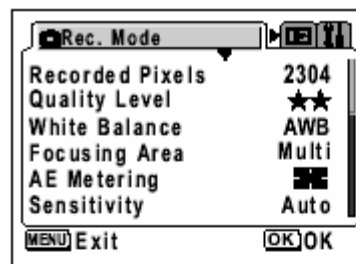 Rec. Mode
Recorded Pixels 2304
Quality Level ★★
White Balance AWB
Focusing Area Multi
AE Metering
Sensitivity Auto
MENU Exit OK OK